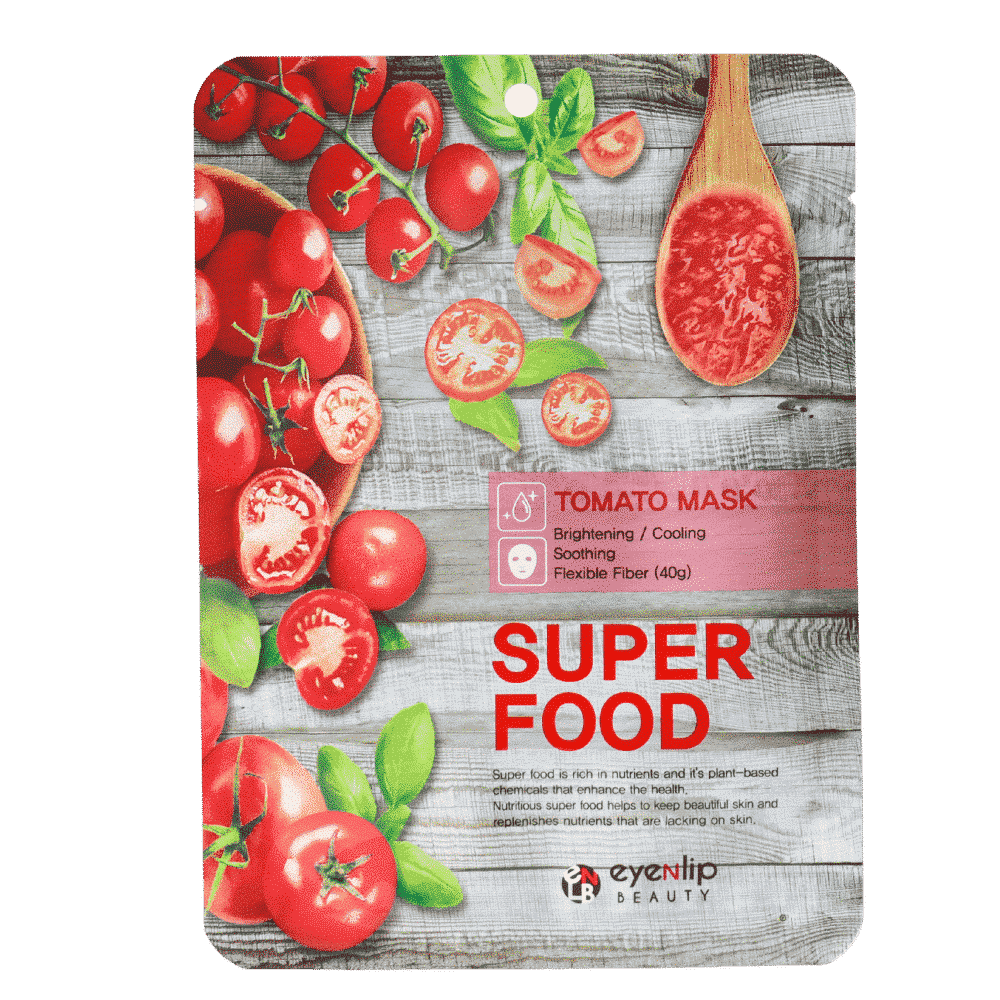 TOMATO MASK
Brightening / Cooling
Soothing
Flexible Fiber (40g)
SUPER
FOOD
Super food is rich in nutrients and it's plant-based
chemicals that enhance the health.
Nutritious super food helps to keep beautiful skin and
replenishes nutrients that are lacking on skin.
eNLB
eyeNlip
BEAUTY